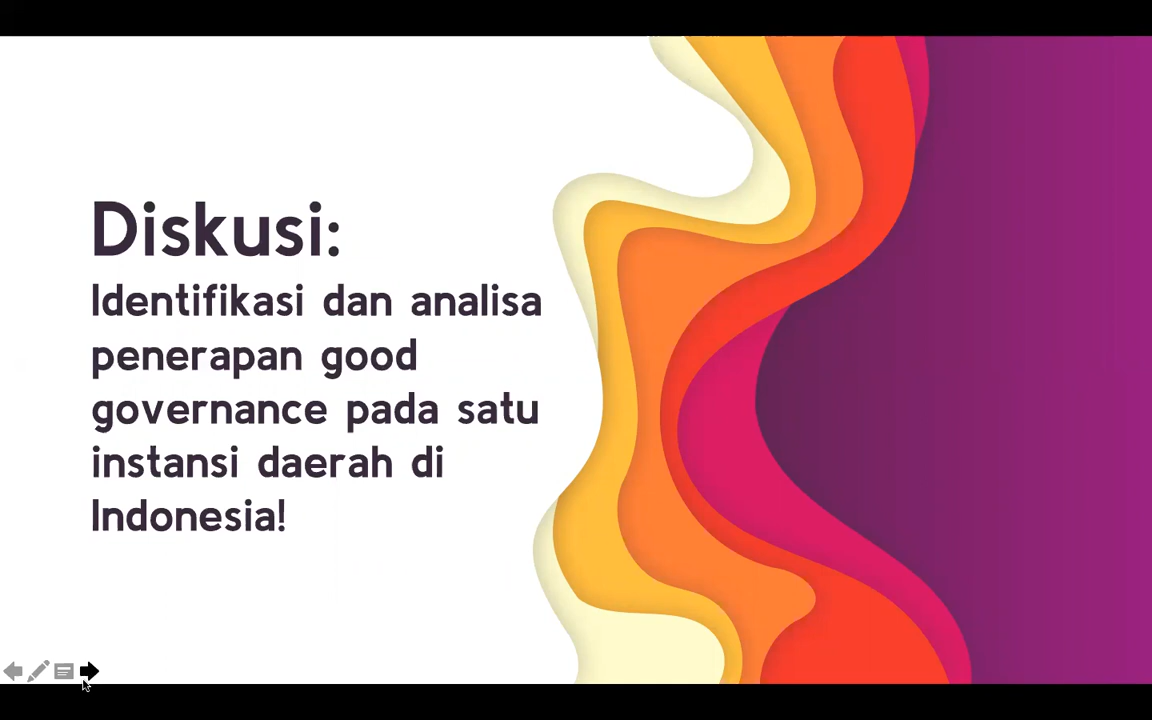 Diskusi:
Identifikasi dan analisa
penerapan good
governance pada satu
instansi daerah di
Indonesia!